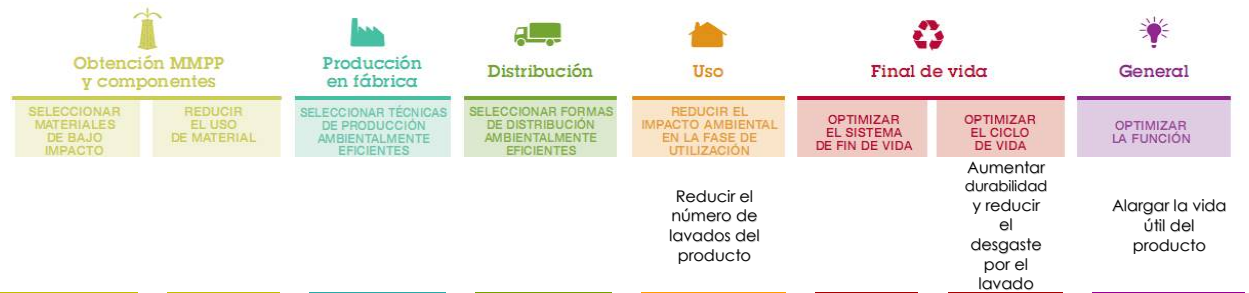 Obtención MMPP
y componentes
Producción
en fábrica
Distribución
Uso
Final de vida
General
SELECCIONAR
MATERIALES
DE BAJO
IMPACTO
REDUCIR
EL USO
DE MATERIAL
SELECCIONAR TÉCNICAS
DE PRODUCCIÓN
AMBIENTALMENTE
EFICIENTES
SELECCIONAR FORMAS
DE DISTRIBUCIÓN
AMBIENTALMENTE
EFICIENTES
REDUCIR EL
IMPACTO AMBIENTAL
EN LA FASE DE
UTILIZACIÓN
OPTIMIZAR
EL SISTEMA
DE FIN DE VIDA
OPTIMIZAR
EL CICLO
DE VIDA
OPTIMIZAR
LA FUNCIÓN
Reducir el
número de
lavados del
producto
Aumentar
durabilidad
y reducir
el
desgaste
por el
lavado
Alargar la vida
útil del
producto